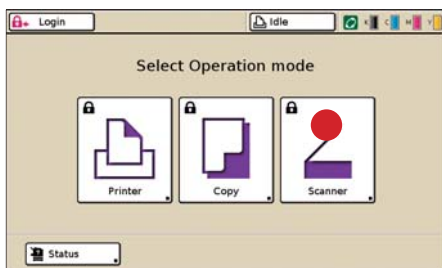 Login
Idle
K C M Y
Select Operation mode
Printer
Copy
Scanner
Status